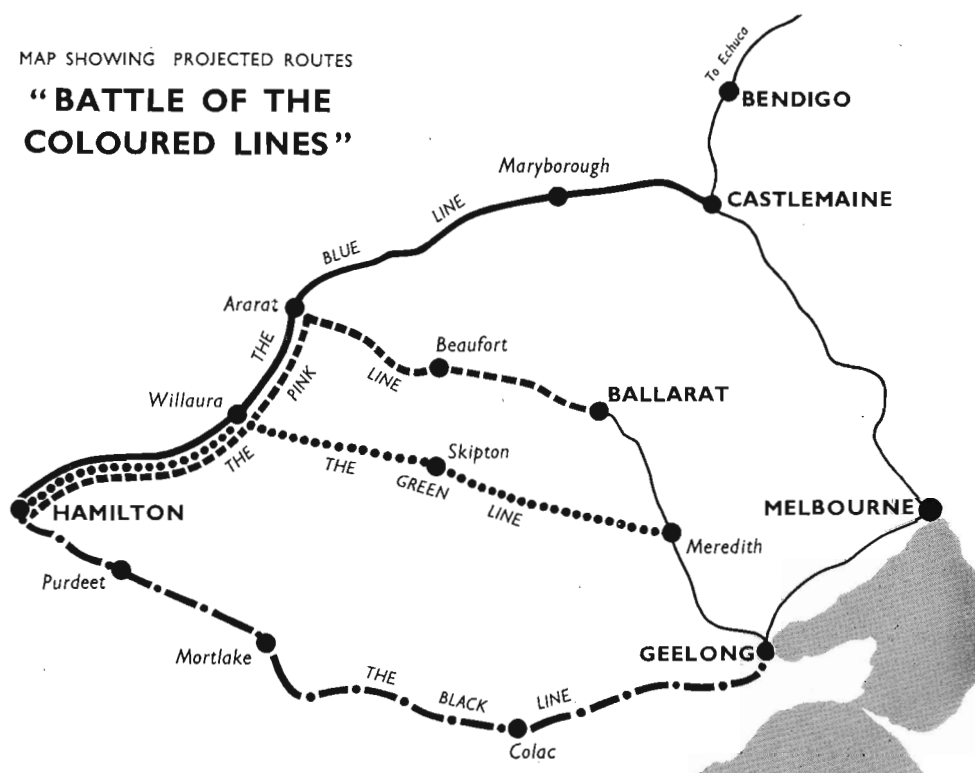 MAP SHOWING PROJECTED ROUTES
"BATTLE OF THE
COLOURED LINES"
To Echuca
BENDIGO
Maryborough
CASTLEMAINE
THE BLUE LINE
Ararat
Beaufort
THE PINK LINE
BALLARAT
Willaura
Skipton
THE GREEN LINE
HAMILTON
MELBOURNE
Meredith
Purdeet
GEELONG
Mortlake
THE BLACK LINE
Colac